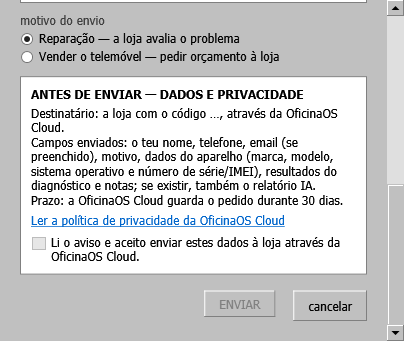 motivo do envio
Reparação — a loja avalia o problema
Vender o telemóvel — pedir orçamento à loja
ANTES DE ENVIAR — DADOS E PRIVACIDADE
Destinatário: a loja com o código ..., através da OficinaOS
Cloud.
Campos enviados: o teu nome, telefone, email (se
preenchido), motivo, dados do aparelho (marca, modelo,
sistema operativo e número de série/IMEI), resultados do
diagnóstico e notas; se existir, também o relatório IA.
Prazo: a OficinaOS Cloud guarda o pedido durante 30 dias.
Ler a política de privacidade da OficinaOS Cloud
Li o aviso e aceito enviar estes dados à loja através da
OficinaOS Cloud.
ENVIAR
cancelar